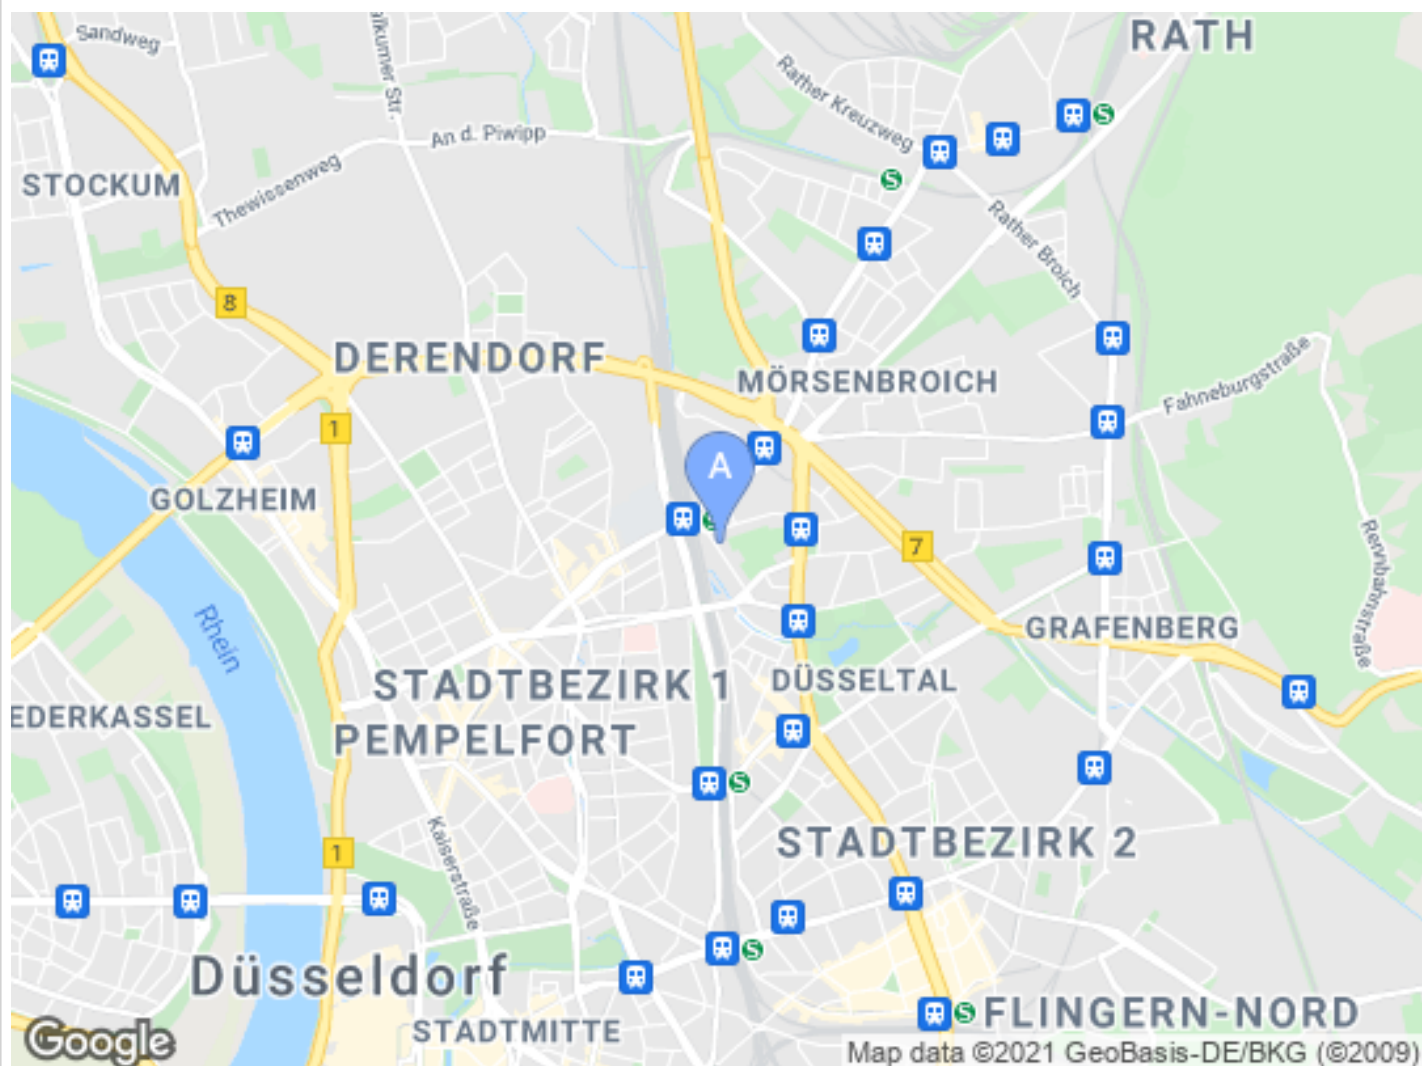 Sandweg
RATH
Rather Kreuzweg
An d. Piwipp
S
STOCKUM
Thewissenweg
S
Rather Broich
8
DERENDORF
MÖRSENBROICH
Fahneburgstraße
1
A
GOLZHEIM
7
Rennbahnstraße
Rhein
GRAFENBERG
STADTBEZIRK 1
DÜSSELTAL
EDERKASSEL
PEMPELFORT
S
Kaiserstraße
STADTBEZIRK 2
1
S
Düsseldorf
S
FLINGERN-NORD
STADTMITTE
Google
Map data ©2021 GeoBasis-DE/BKG (©2009)